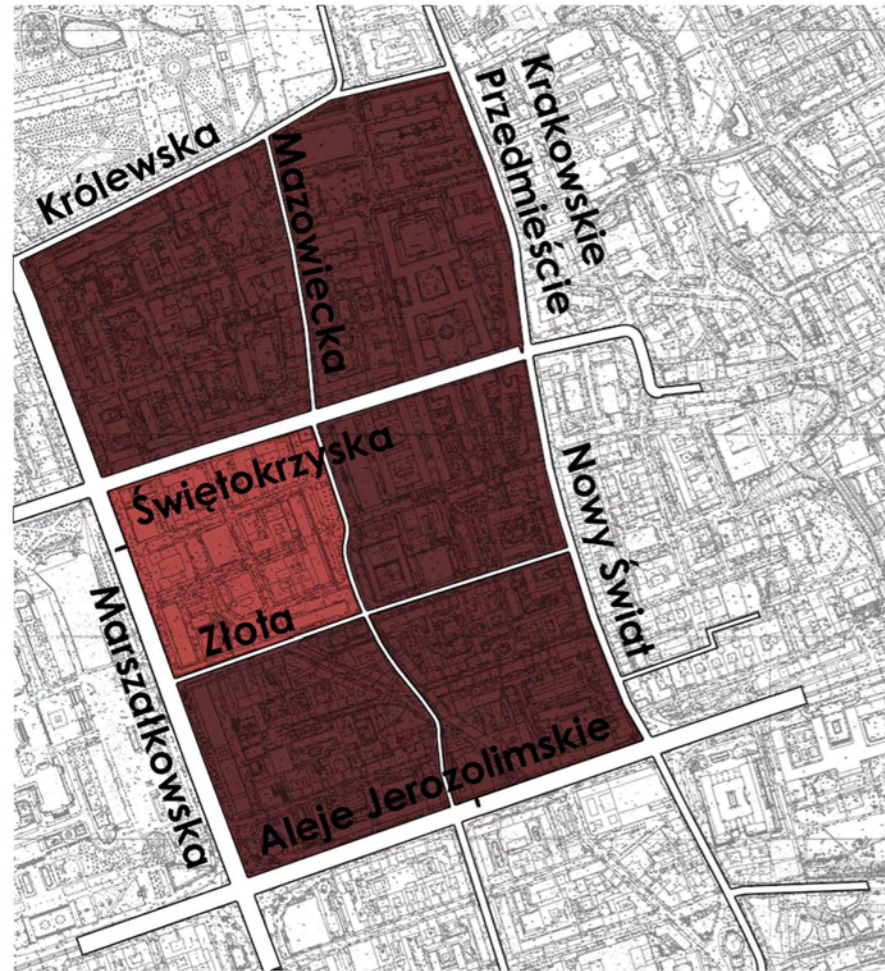 Królewska
Mazowiecka
Krakowskie
Przedmieście
Świętokrzyska
Nowy Świat
Złota
Marszałkowska
Aleje Jerozolimskie